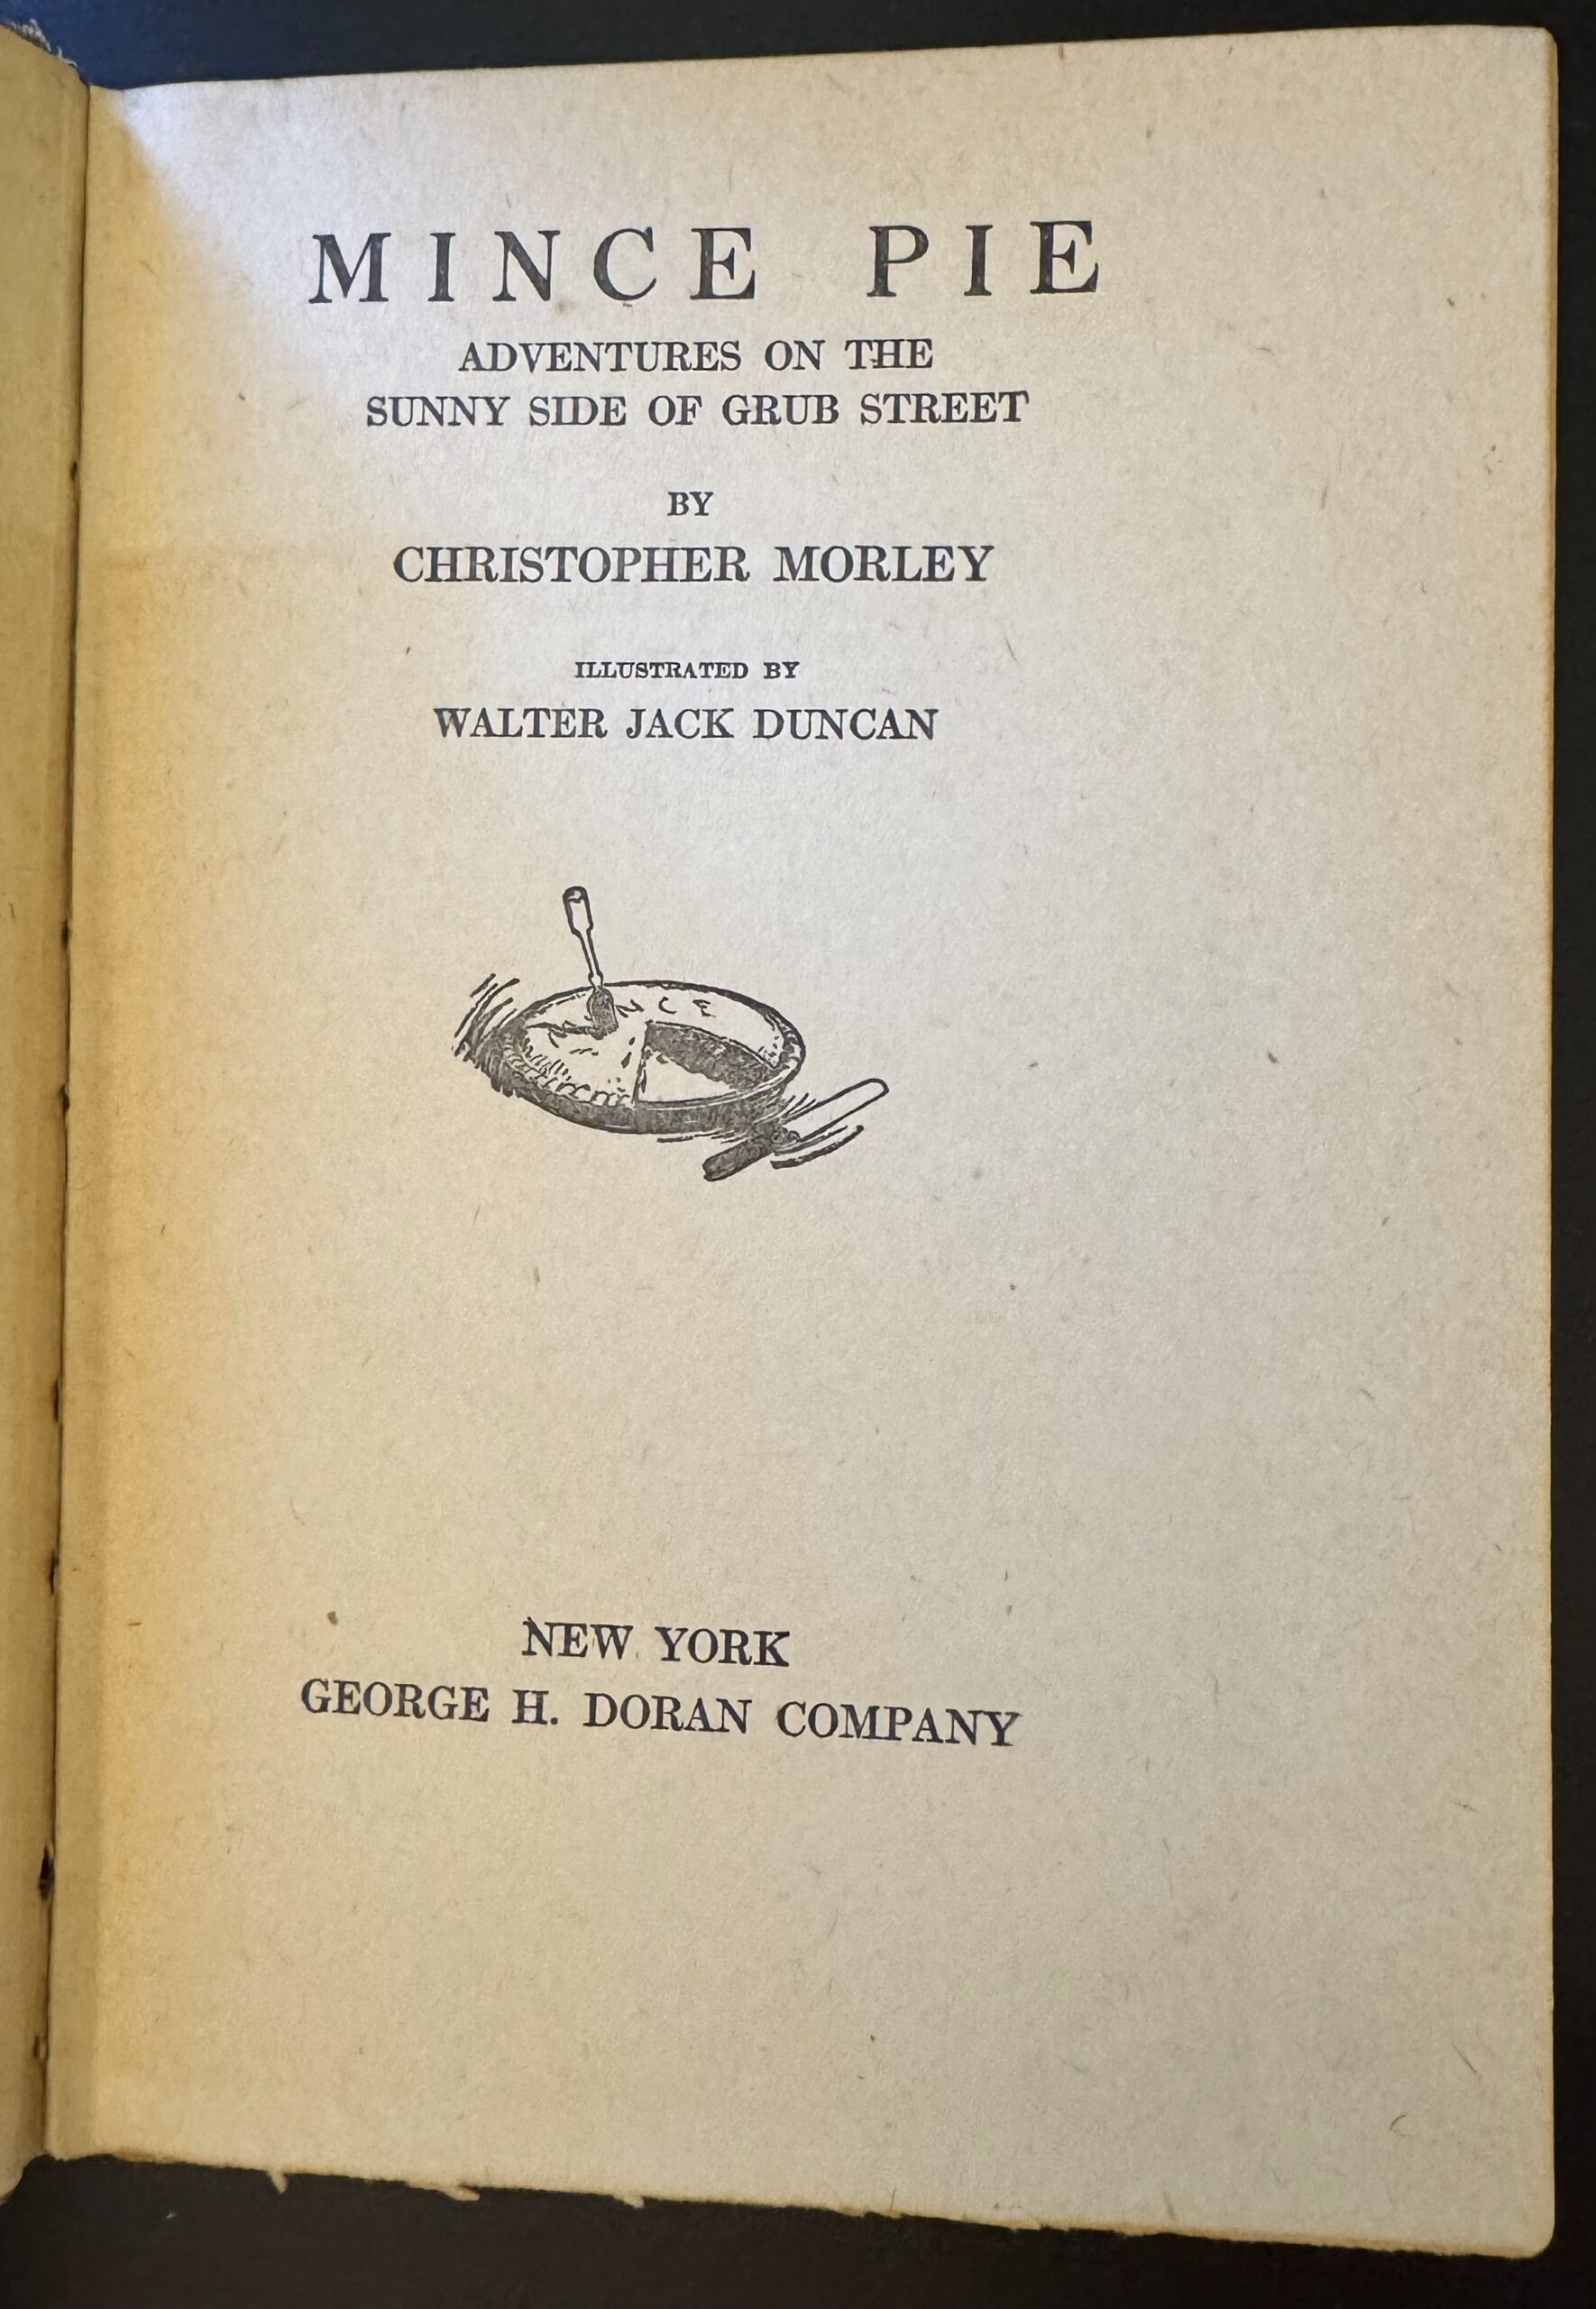 MINCE PIE
ADVENTURES ON THE
SUNNY SIDE OF GRUB STREET
BY
CHRISTOPHER MORLEY
ILLUSTRATED BY
WALTER JACK DUNCAN
NCE
NEW YORK
GEORGE H. DORAN COMPANY